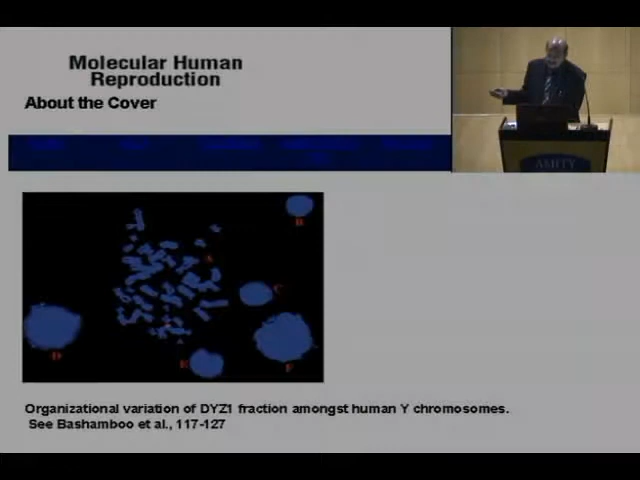 Molecular Human
Reproduction
About the Cover
B
A
C
D
E
F
Organizational variation of DYZ1 fraction amongst human Y chromosomes.
See Bashamboo et al., 117-127